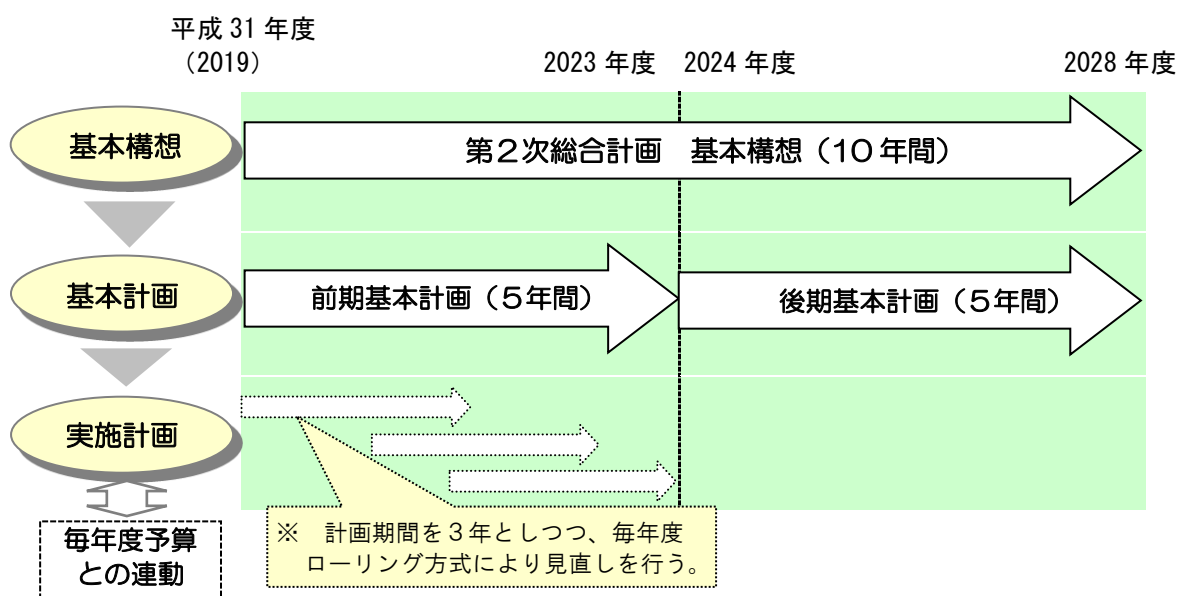 平成 31 年度
（2019）
2023 年度
2024 年度
2028 年度
基本構想
第２次総合計画　基本構想（１０年間）
基本計画
前期基本計画（５年間）
後期基本計画（５年間）
実施計画
※　計画期間を３年としつつ、毎年度
ローリング方式により見直しを行う。
毎年度予算
との連動